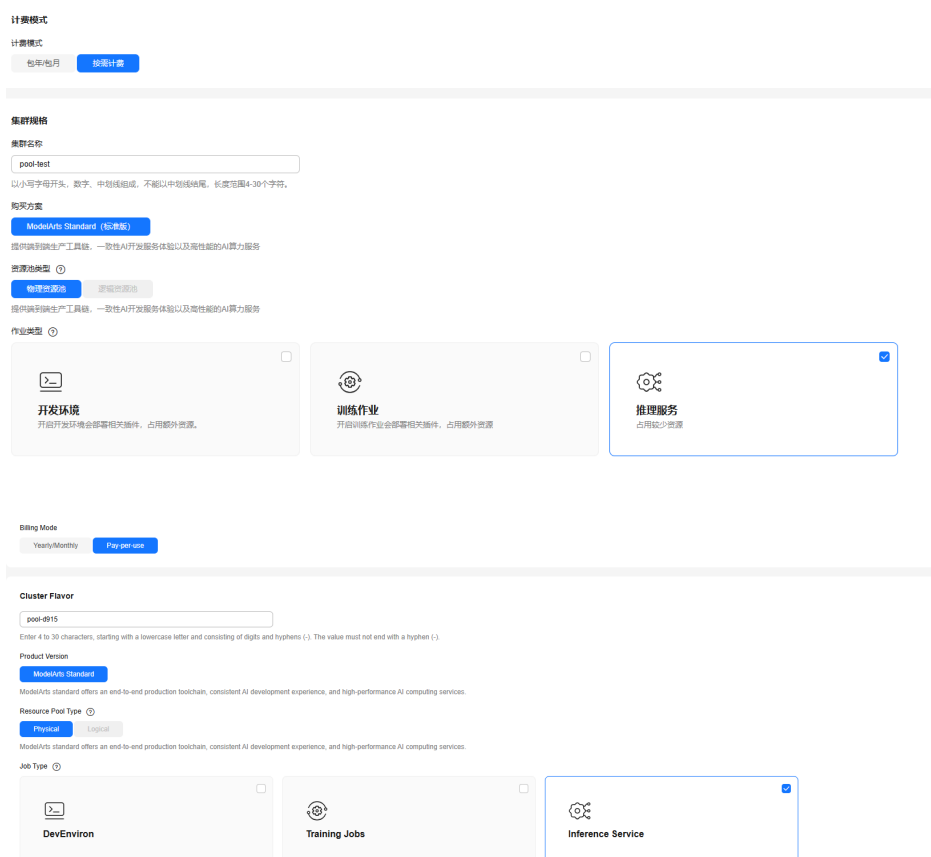 计费模式
计费模式
包年/包月 按需计费
集群规格
集群名称
pool-test
以小写字母开头，数字、中划线组成，不能以中划线结尾，长度范围4-30个字符。
购买方案
ModelArts Standard（标准版）
提供端到端生产工具链，一致性AI开发服务体验以及高性能的AI算力服务
资源池类型 ?
物理资源池 逻辑资源池
提供端到端生产工具链，一致性AI开发服务体验以及高性能的AI算力服务
作业类型 ?
开发环境
开启开发环境会部署相关插件，占用额外资源。
训练作业
开启训练作业会部署相关插件，占用额外资源
推理服务
占用较少资源
Billing Mode
Yearly/Monthly Pay-per-use
Cluster Flavor
pool-d915
Enter 4 to 30 characters, starting with a lowercase letter and consisting of digits and hyphens (-). The value must not end with a hyphen (-).
Product Version
ModelArts Standard
ModelArts standard offers an end-to-end production toolchain, consistent AI development experience, and high-performance AI computing services.
Resource Pool Type ?
Physical Logical
ModelArts standard offers an end-to-end production toolchain, consistent AI development experience, and high-performance AI computing services.
Job Type ?
DevEnviron
Training Jobs
Inference Service